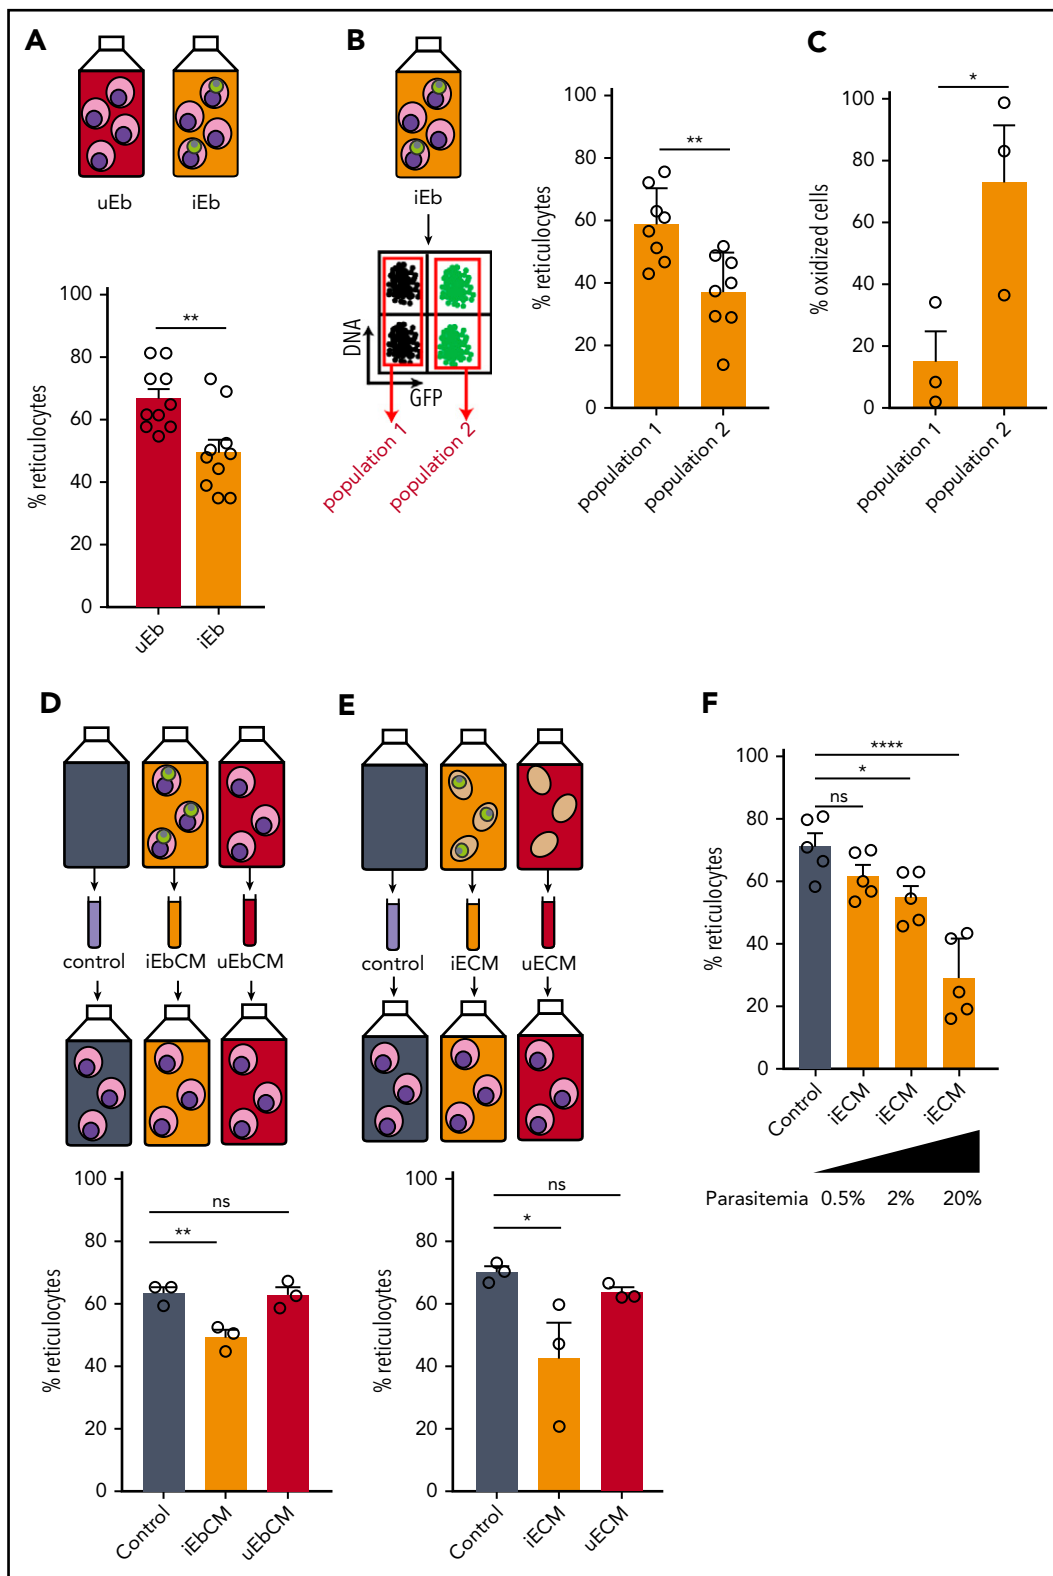 A
uEb
iEb
% reticulocytes
100
80
60
40
20
0
**
uEb
iEb
B
iEb
DNA
GFP
population 1
population 2
% reticulocytes
100
80
60
40
20
0
**
population 1
population 2
C
% oxidized cells
100
80
60
40
20
0
*
population 1
population 2
D
control
iEbCM
uEbCM
% reticulocytes
100
80
60
40
20
0
ns
**
Control
iEbCM
uEbCM
E
control
iECM
uECM
% reticulocytes
100
80
60
40
20
0
ns
*
Control
iECM
uECM
F
% reticulocytes
100
80
60
40
20
0
****
*
ns
Control
iECM
iECM
iECM
Parasitemia 0.5% 2% 20%